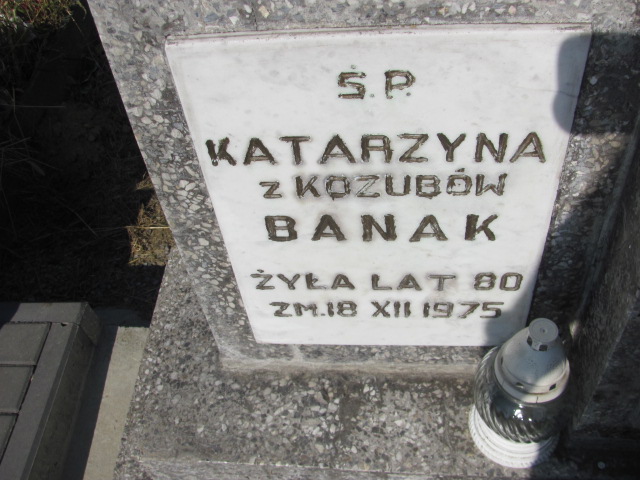 Ś.P.
KATARZYNA
z KOZUBÓW
BANAK
ŻYŁA LAT 80
ZM.18 XII 1975